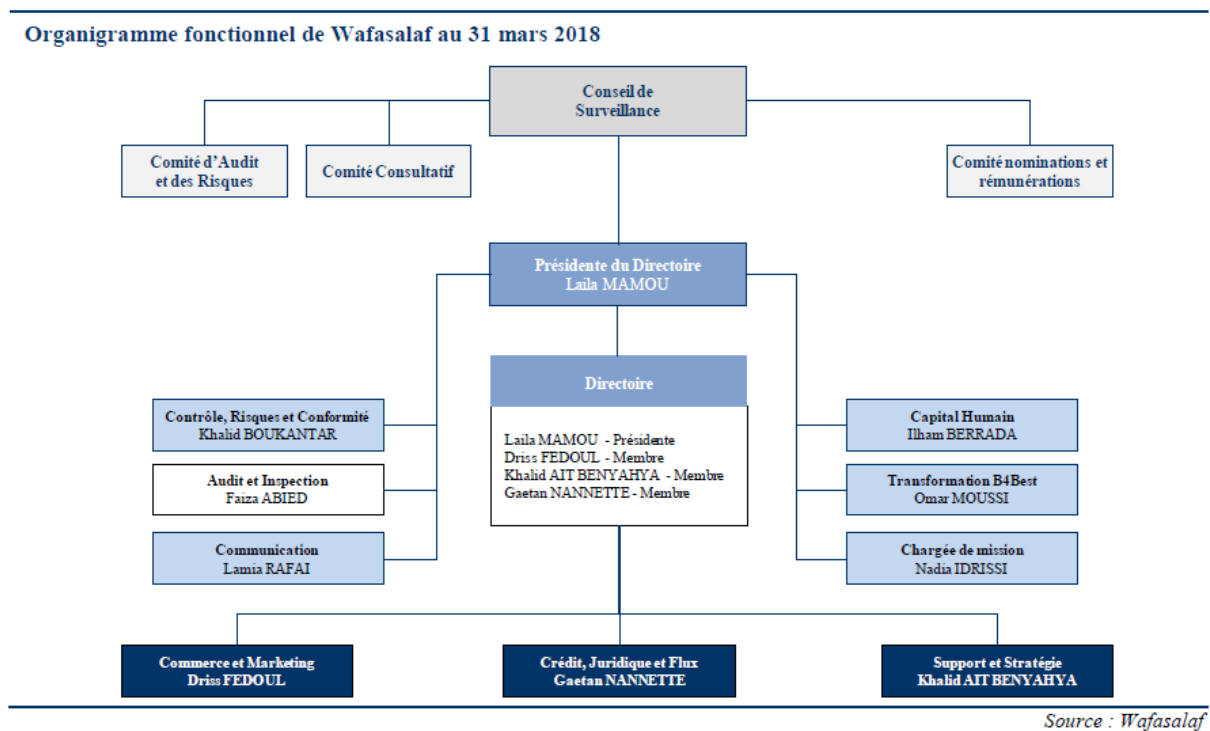 Organigramme fonctionnel de Wafasalaf au 31 mars 2018
Conseil de
Surveillance
Comité d'Audit
et des Risques
Comité Consultatif
Comité nominations et
rémunérations
Présidente du Directoire
Laila MAMOU
Directoire
Laila MAMOU - Présidente
Driss FEDOUL - Membre
Khalid AIT BENYAHYA - Membre
Gaetan NANNETTE - Membre
Contrôle, Risques et Conformité
Khalid BOUKANTAR
Audit et Inspection
Faiza ABIED
Communication
Lamia RAFAI
Capital Humain
Ilham BERRADA
Transformation B4Best
Omar MOUSSI
Chargée de mission
Nadia IDRISSI
Commerce et Marketing
Driss FEDOUL
Crédit, Juridique et Flux
Gaetan NANNETTE
Support et Stratégie
Khalid AIT BENYAHYA
Source : Wafasalaf